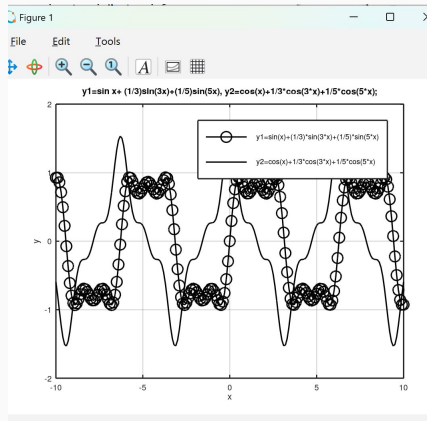 Figure 1
File Edit Tools
A
y1=sin x+ (1/3)sin(3x)+(1/5)sin(5x), y2=cos(x)+1/3*cos(3*x)+1/5*cos(5*x);
y1=sin(x)+(1/3)*sin(3*x)+(1/5)*sin(5*x)
y2=cos(x)+1/3*cos(3*x)+1/5*cos(5*x)
2
1
0
-1
-2
y
-10 -5 0 5 10
x